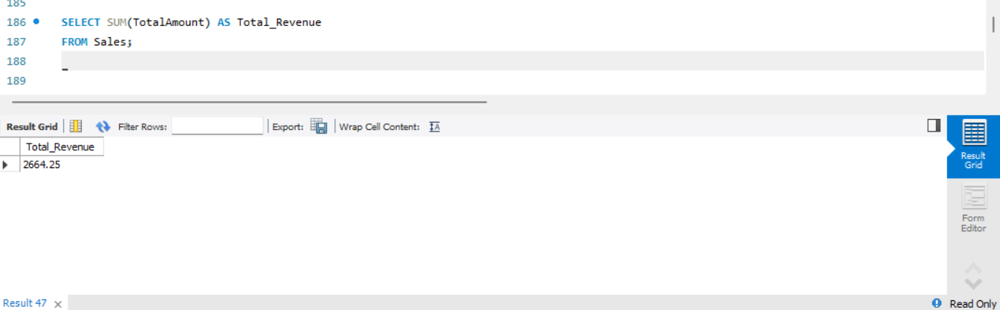 185
186 SELECT SUM(TotalAmount) AS Total_Revenue
187 FROM Sales;
188
189
Result Grid Filter Rows: Export: Wrap Cell Content: IA
Total_Revenue
2664.25
Result
Grid
Form
Editor
Result 47 x
Read Only